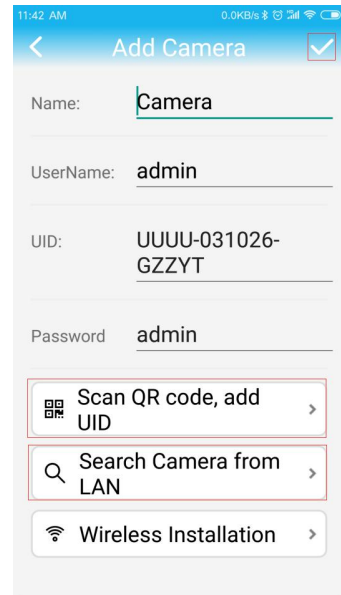 11:42 AM 0.0KB/s
Add Camera
Name: Camera
UserName: admin
UID: UUUU-031026-
GZZYT
Password admin
Scan QR code, add
UID
Search Camera from
LAN
Wireless Installation